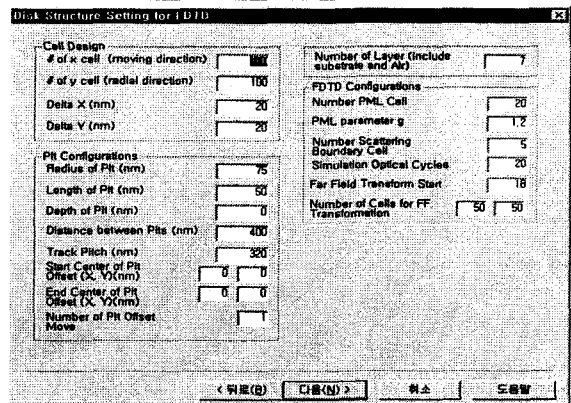 Disk Structure Setting for FDTD
Cell Design
# of x cell (moving direction)
# of y cell (radial direction) 100
Delta X (nm) 20
Delta Y (nm) 20
Pit Configurations
Radius of Pit (nm) 75
Length of Pit (nm) 50
Depth of Pit (nm) 0
Distance between Pits (nm) 400
Track Pitch (nm) 320
Start Center of Pit
Offset (X, Y)(nm) 0 0
End Center of Pit
Offset (X, Y)(nm) 0 0
Number of Pit Offset
Move 1
Number of Layer (Include
substrate and Air) 7
FDTD Configurations
Number PML Cell 20
PML parameter g 1,2
Number Scattering
Boundary Cell 5
Simulation Optical Cycles 20
Far Field Transform Start 18
Number of Cells for FF
Transformation 50 50
< 뒤로(B) 다음(N) > 취소 도움말